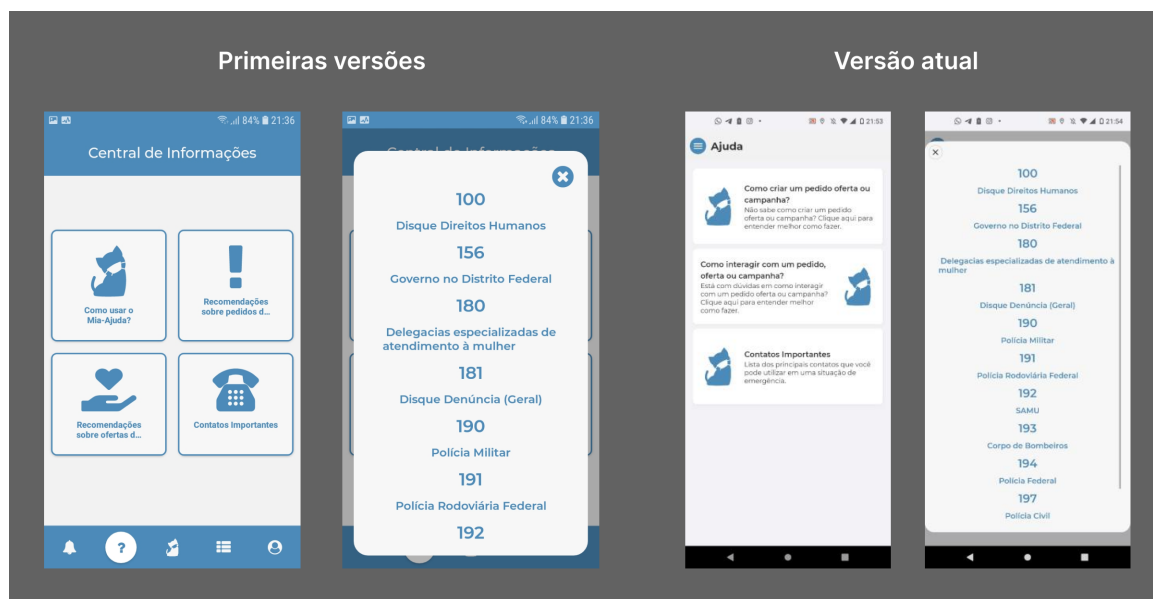 Primeiras versões
Versão atual
84% 21:36
Central de Informações
Como usar o
Mia-Ajuda?
Recomendações
sobre pedidos d...
Recomendações
sobre ofertas d...
Contatos Importantes
?
84% 21:36
100
Disque Direitos Humanos
156
Governo no Distrito Federal
180
Delegacias especializadas de
atendimento à mulher
181
Disque Denúncia (Geral)
190
Polícia Militar
191
Polícia Rodoviária Federal
192
21:53
Ajuda
Como criar um pedido oferta ou
campanha?
Não sabe como criar um pedido
oferta ou campanha? Clique aqui para
entender melhor como fazer.
Como interagir com um pedido,
oferta ou campanha?
Está com dúvidas em como interagir
com um pedido oferta ou campanha?
Clique aqui para entender melhor
como fazer.
Contatos Importantes
Lista dos principais contatos que você
pode utilizar em uma situação de
emergência.
21:54
100
Disque Direitos Humanos
156
Governo no Distrito Federal
180
Delegacias especializadas de atendimento à
mulher
181
Disque Denúncia (Geral)
190
Polícia Militar
191
Polícia Rodoviária Federal
192
SAMU
193
Corpo de Bombeiros
194
Polícia Federal
197
Polícia Civil